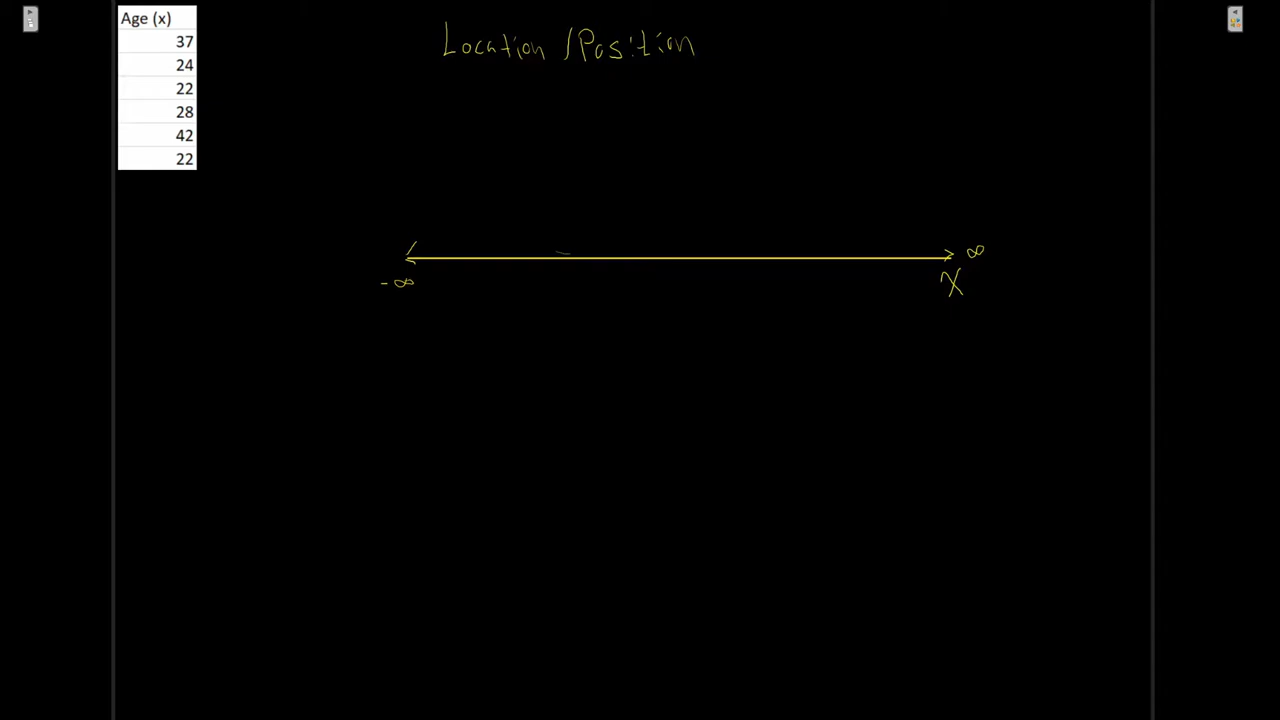 Age (x)
37
24
22
28
42
22
Location /Position
∞
-∞
X